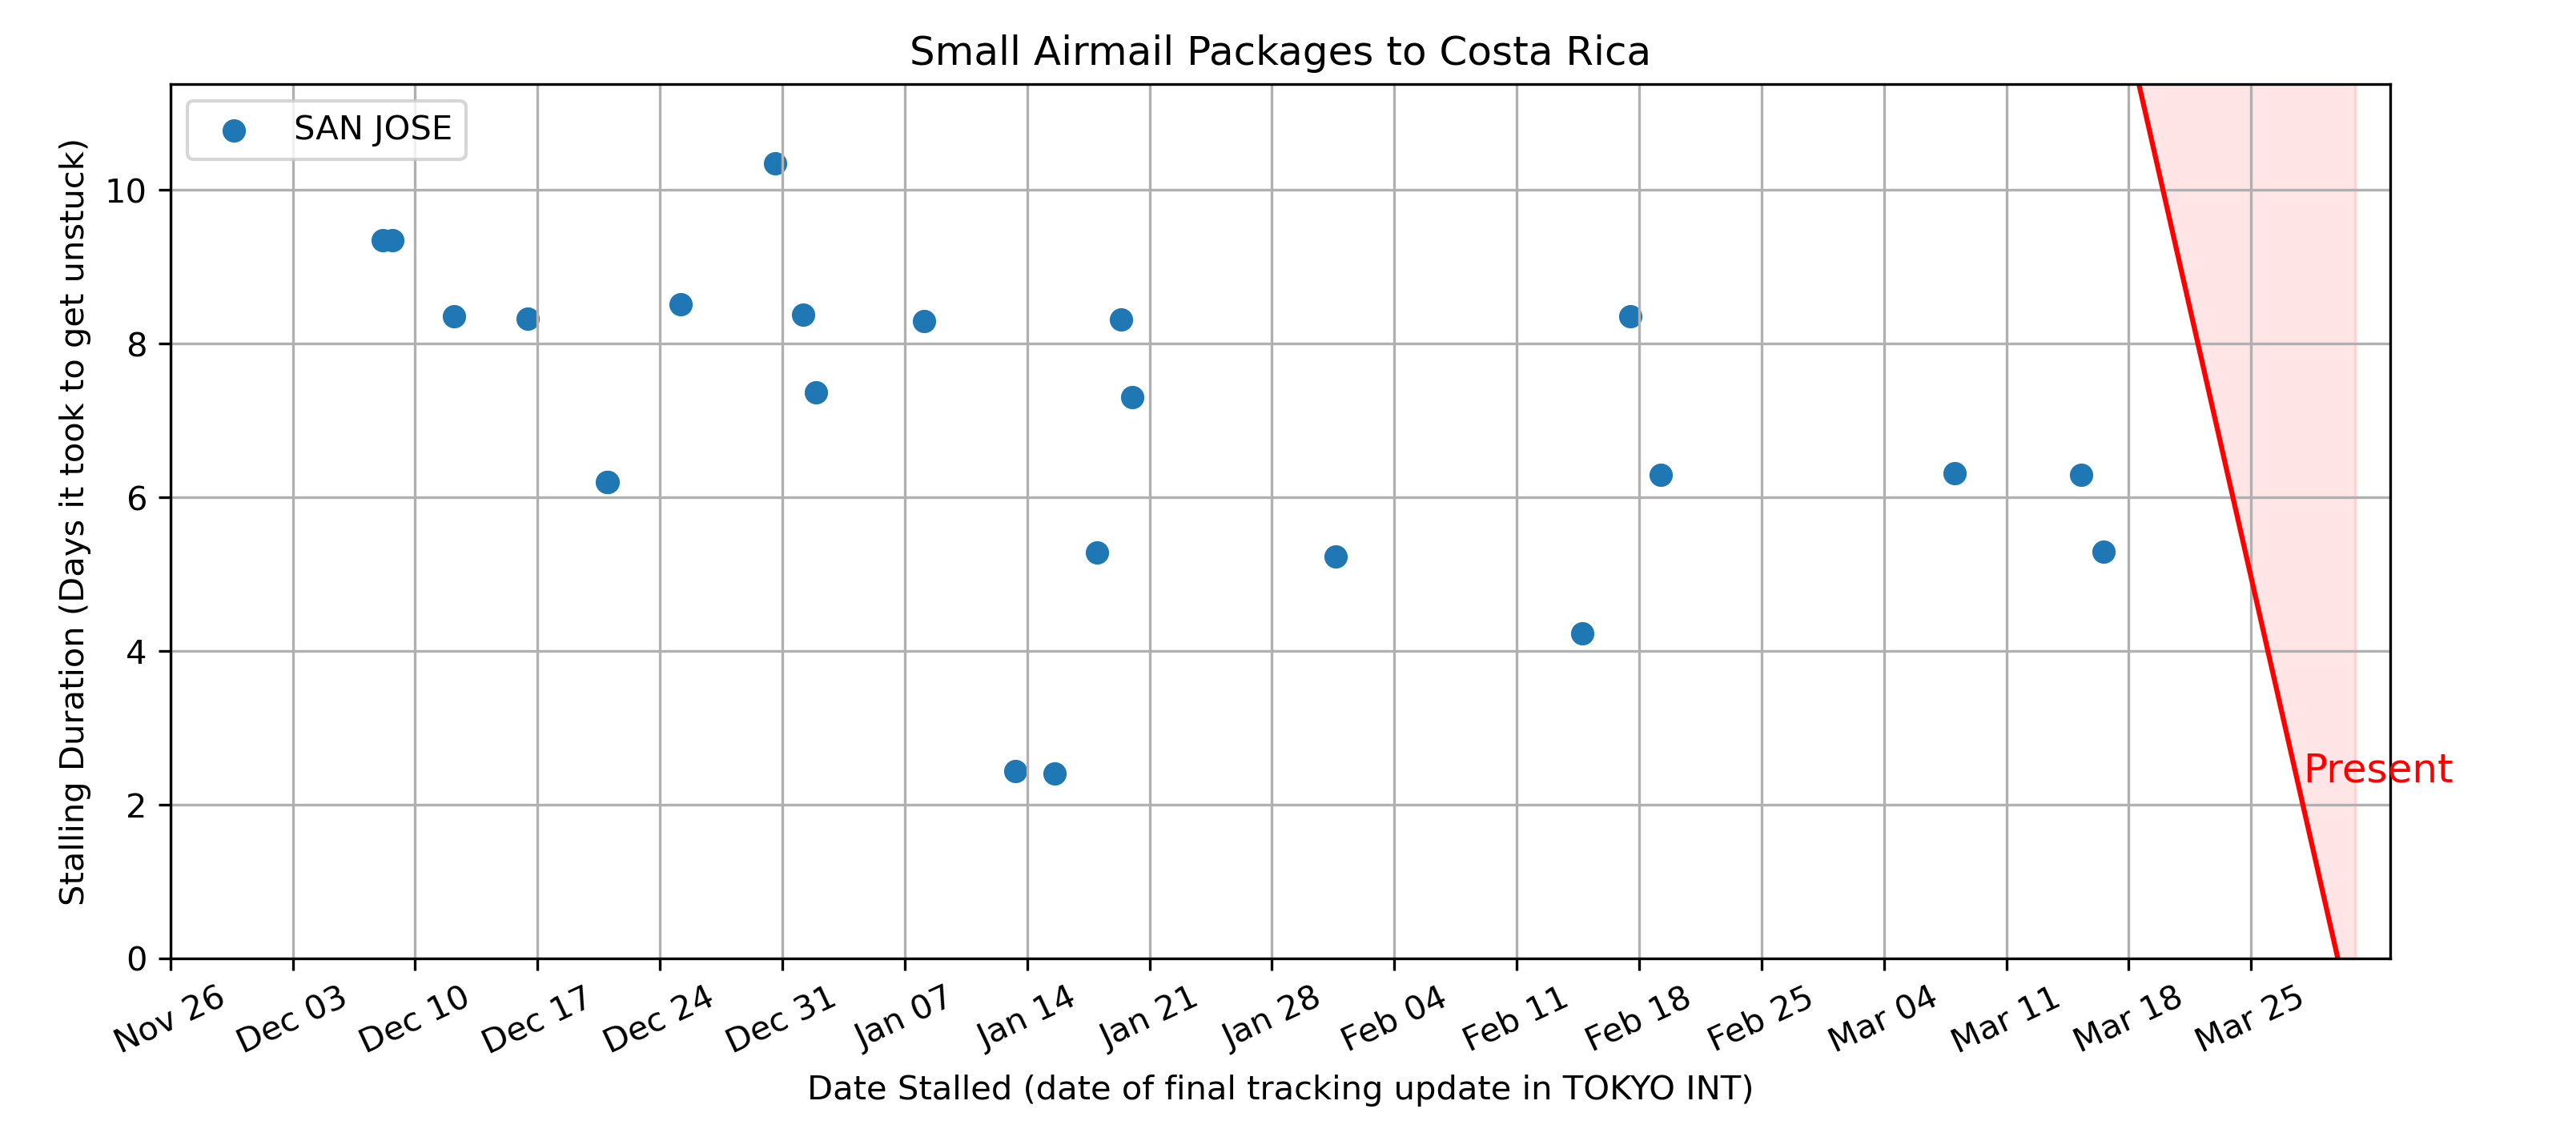 Small Airmail Packages to Costa Rica
SAN JOSE
Stalling Duration (Days it took to get unstuck)
10
8
6
4
2
0
Present
Nov 26
Dec 03
Dec 10
Dec 17
Dec 24
Dec 31
Jan 07
Jan 14
Jan 21
Jan 28
Feb 04
Feb 11
Feb 18
Feb 25
Mar 04
Mar 11
Mar 18
Mar 25
Date Stalled (date of final tracking update in TOKYO INT)